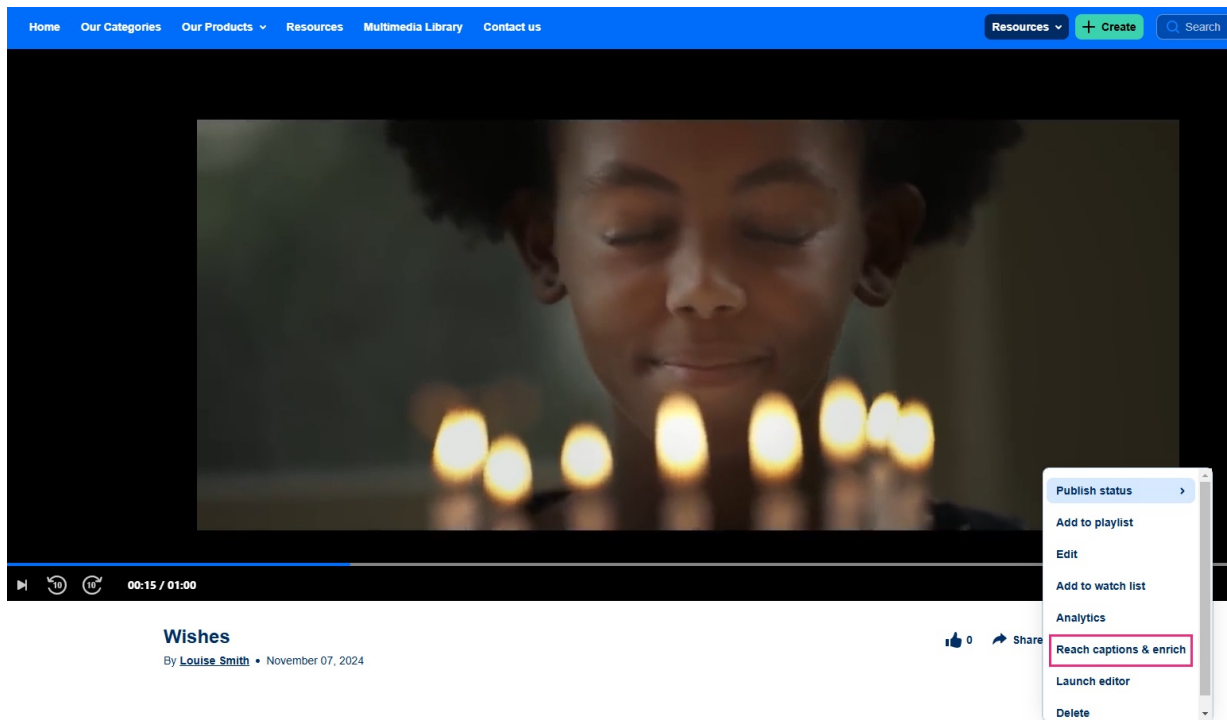 Home Our Categories Our Products Resources Multimedia Library Contact us Resources + Create Search
10 10 00:15 / 01:00
Publish status
Add to playlist
Edit
Add to watch list
Analytics
Reach captions & enrich
Launch editor
Delete
Wishes
By Louise Smith • November 07, 2024
0 Share